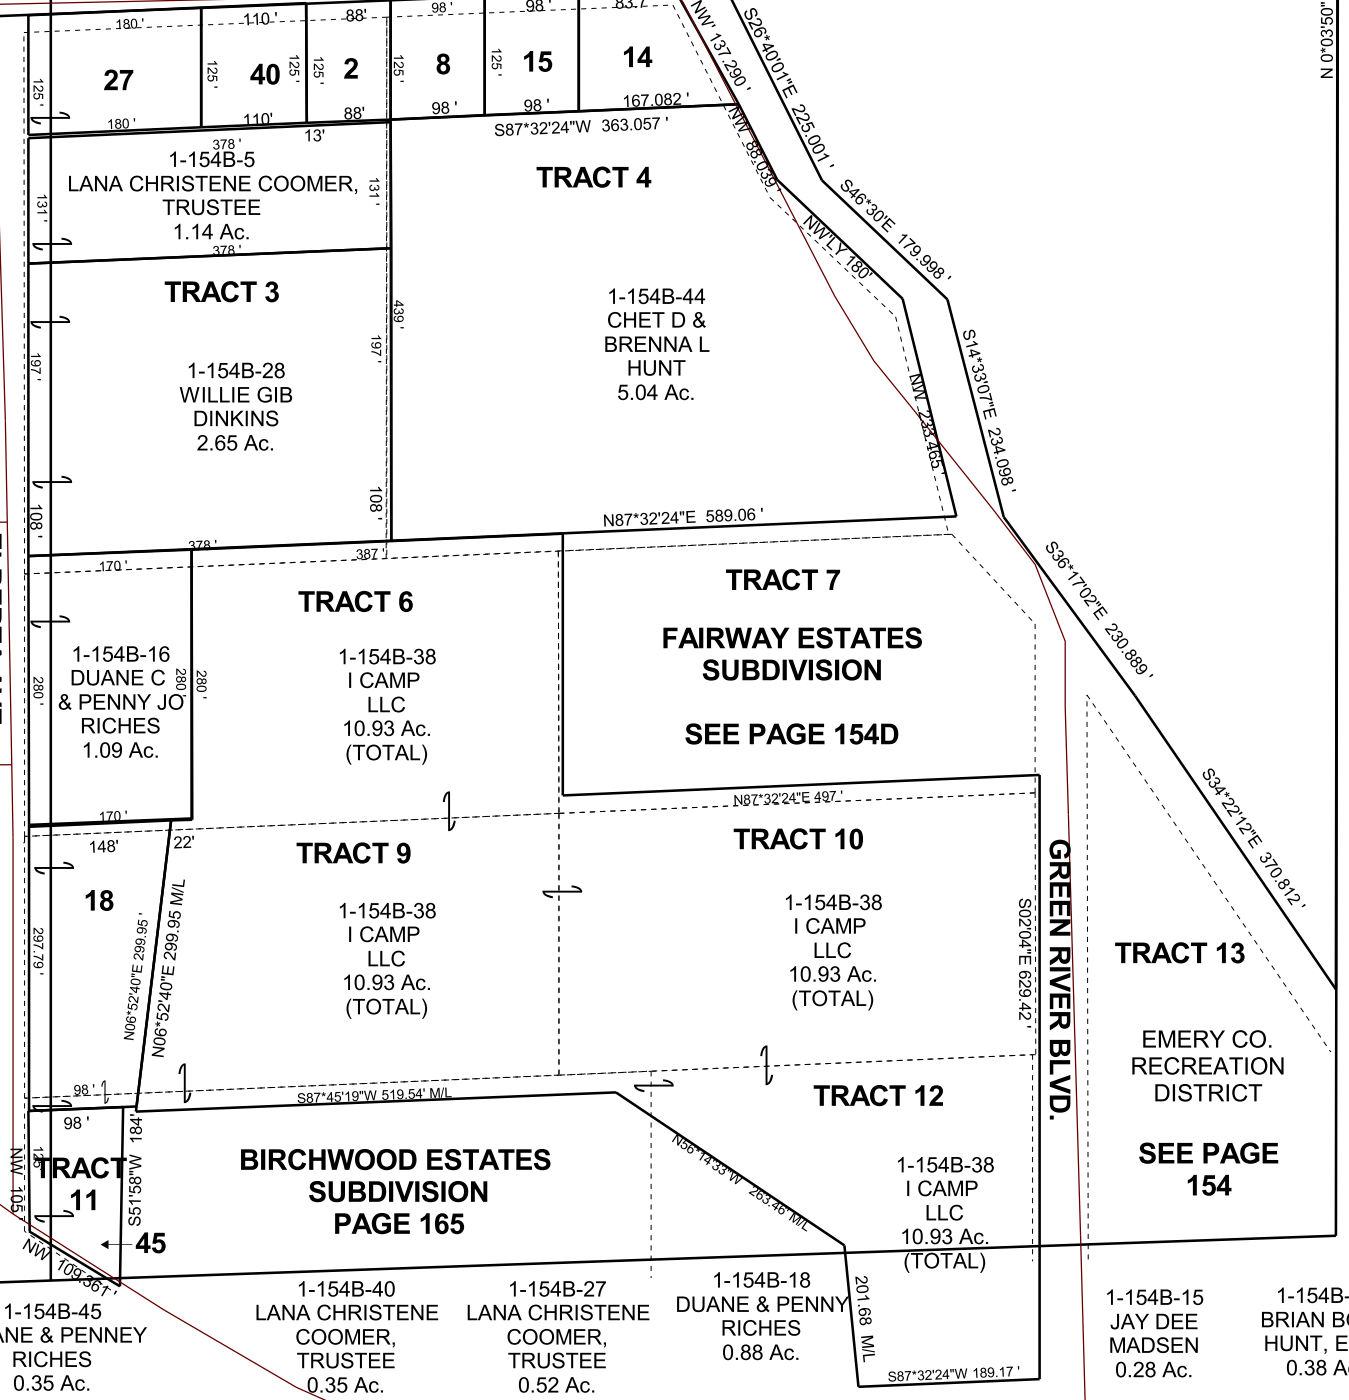 180 '
110 '
88'
98 '
98 '
83.7
NW' 137.290 '
S26*40'01"E 225.001 '
N 0°03'50"
125 '
27
125 '
40
125 '
125 '
2
125 '
8
125 '
15
14
180 '
110'
88'
98 '
98 '
167.082 '
378 '
13'
S87*32'24"W 363.057 '
NW 88.039'
1-154B-5
LANA CHRISTENE COOMER,
TRUSTEE
1.14 Ac.
131'
131'
378 '
TRACT 4
S46*30'E 179.998 '
NW'LY 180'
TRACT 3
1-154B-28
WILLIE GIB
DINKINS
2.65 Ac.
197'
439'
197'
108 '
108 '
1-154B-44
CHET D &
BRENNA L
HUNT
5.04 Ac.
NW 233.465 '
S14*33'07"E 234.098 '
N87*32'24"E 589.06 '
378 '
387 '
170 '
S36*17'02"E 230.889 '
TRACT 6
1-154B-38
I CAMP
LLC
10.93 Ac.
(TOTAL)
TRACT 7
FAIRWAY ESTATES
SUBDIVISION
SEE PAGE 154D
1-154B-16
DUANE C
& PENNY JO
RICHES
1.09 Ac.
280'
280'
280'
N87*32'24"E 497 '
S34*22'12"E 370.812 '
170 '
148'
22'
18
297.79'
N06*52'40"E 299.95 '
N06*52'40"E 299.95 M/L
TRACT 9
1-154B-38
I CAMP
LLC
10.93 Ac.
(TOTAL)
TRACT 10
1-154B-38
I CAMP
LLC
10.93 Ac.
(TOTAL)
S02'04"E 629.42 '
GREEN RIVER BLVD.
TRACT 13
EMERY CO.
RECREATION
DISTRICT
SEE PAGE
154
98 '
98 '
S87*45'19"W 519.54' M/L
TRACT 12
1-154B-38
I CAMP
LLC
10.93 Ac.
(TOTAL)
TRACT
11
NW 105 '
S51'58"W 184'
45
NW 109.361 '
BIRCHWOOD ESTATES
SUBDIVISION
PAGE 165
N56*14'33"W 263.46' M/L
201.68 M/L
S87*32'24"W 189.17 '
1-154B-45
ANE & PENNEY
RICHES
0.35 Ac.
1-154B-40
LANA CHRISTENE
COOMER,
TRUSTEE
0.35 Ac.
1-154B-27
LANA CHRISTENE
COOMER,
TRUSTEE
0.52 Ac.
1-154B-18
DUANE & PENNY
RICHES
0.88 Ac.
1-154B-15
JAY DEE
MADSEN
0.28 Ac.
1-154B-
BRIAN BO
HUNT, E
0.38 A